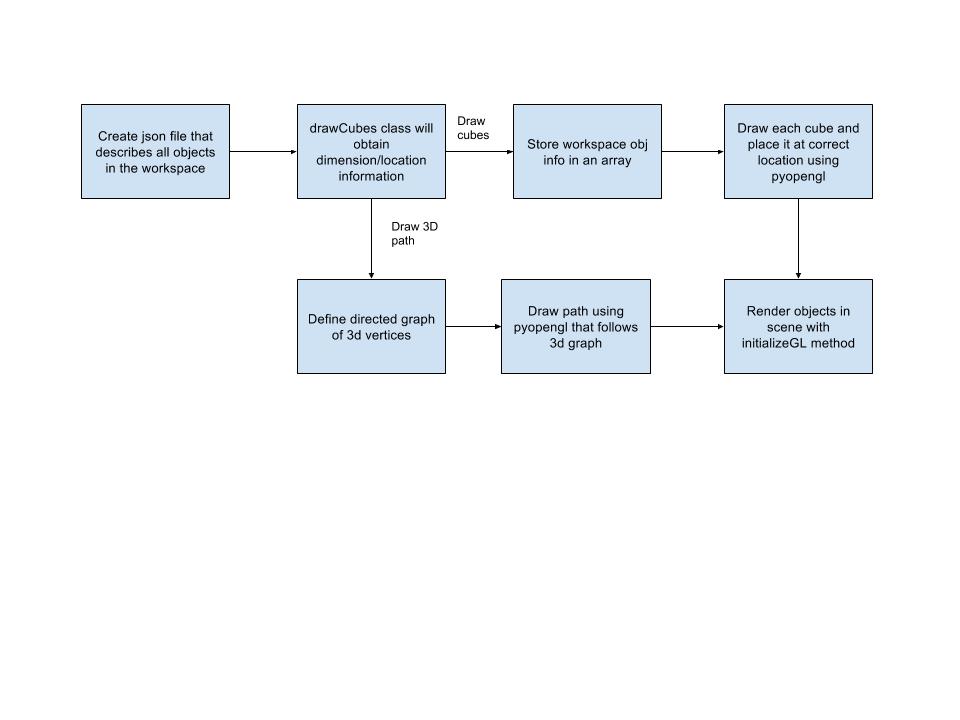 Create json file that
describes all objects
in the workspace
drawCubes class will
obtain
dimension/location
information
Draw
cubes
Store workspace obj
info in an array
Draw each cube and
place it at correct
location using
pyopengl
Draw 3D
path
Define directed graph
of 3d vertices
Draw path using
pyopengl that follows
3d graph
Render objects in
scene with
initializeGL method